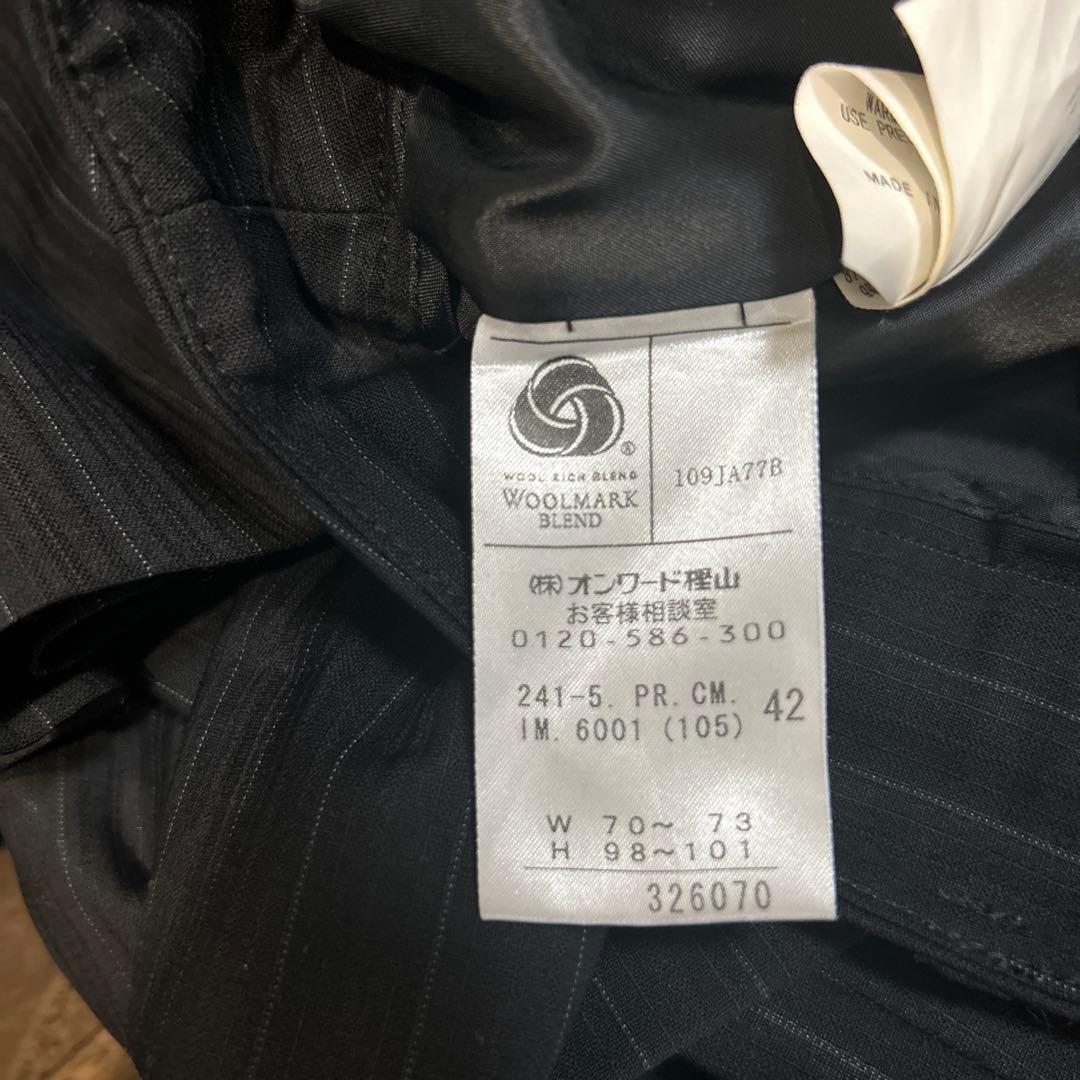 USE PRE
MADE IN
®
WOOL RICH BLEND
WOOLMARK
BLEND
109JA77B
(株)オンワード樫山
お客様相談室
0120-586-300
241-5. PR. CM.
IM. 6001 (105)
42
W 70~ 73
H 98~101
326070